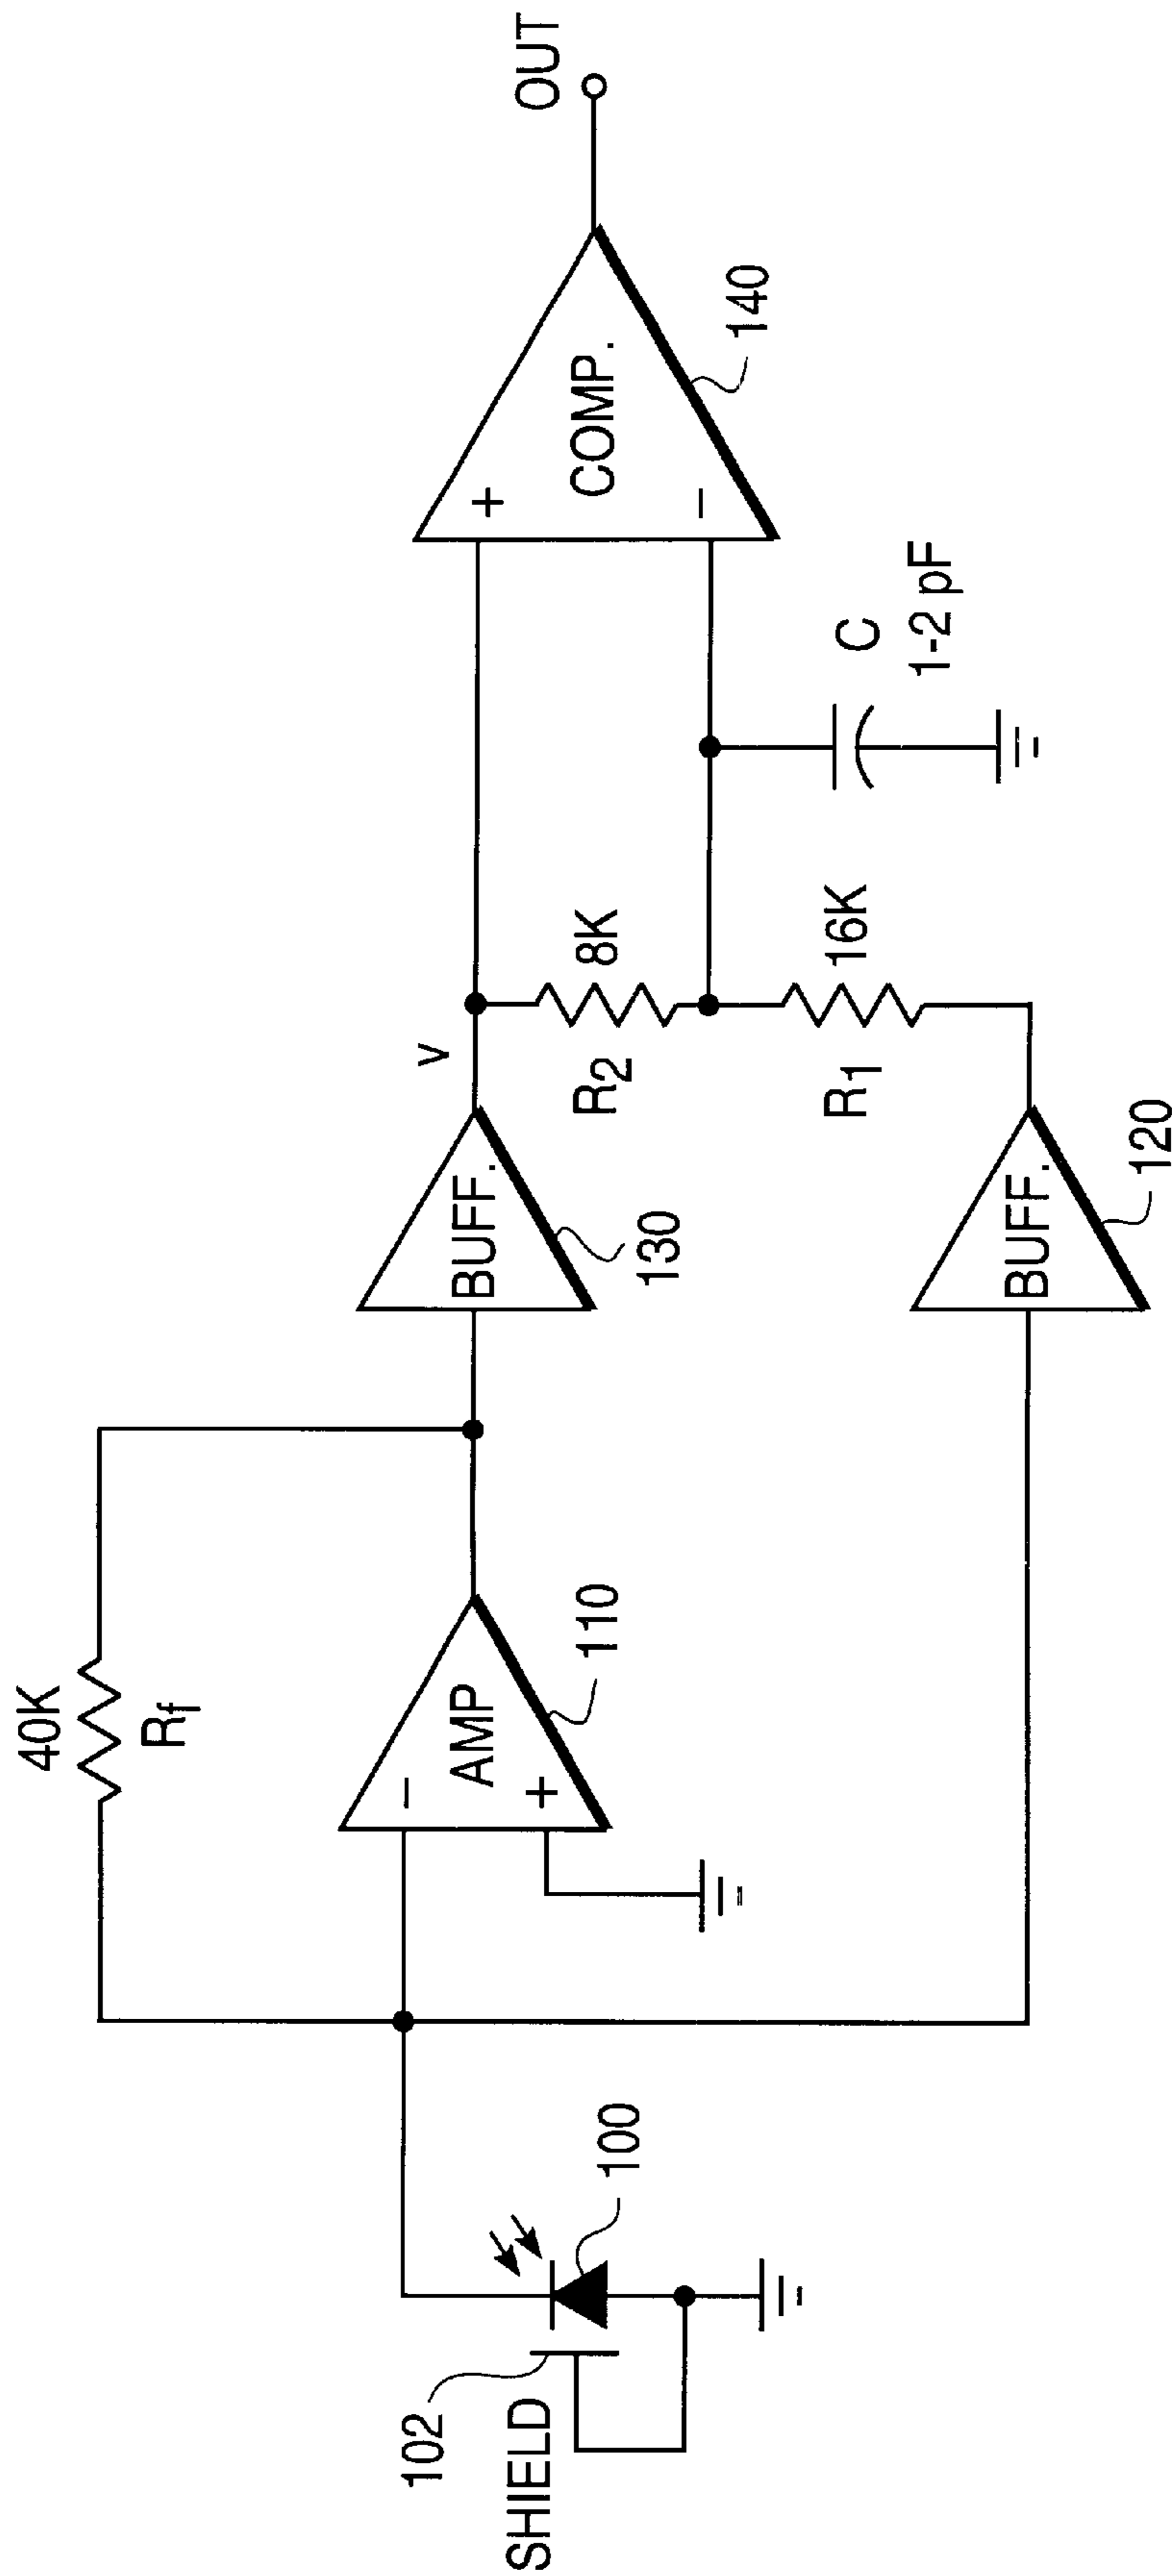 40K
Rf
SHIELD
102
100
-
+
AMP
110
BUFF.
130
BUFF.
120
v
R2
8K
R1
16K
C
1-2 pF
+
-
COMP.
140
OUT